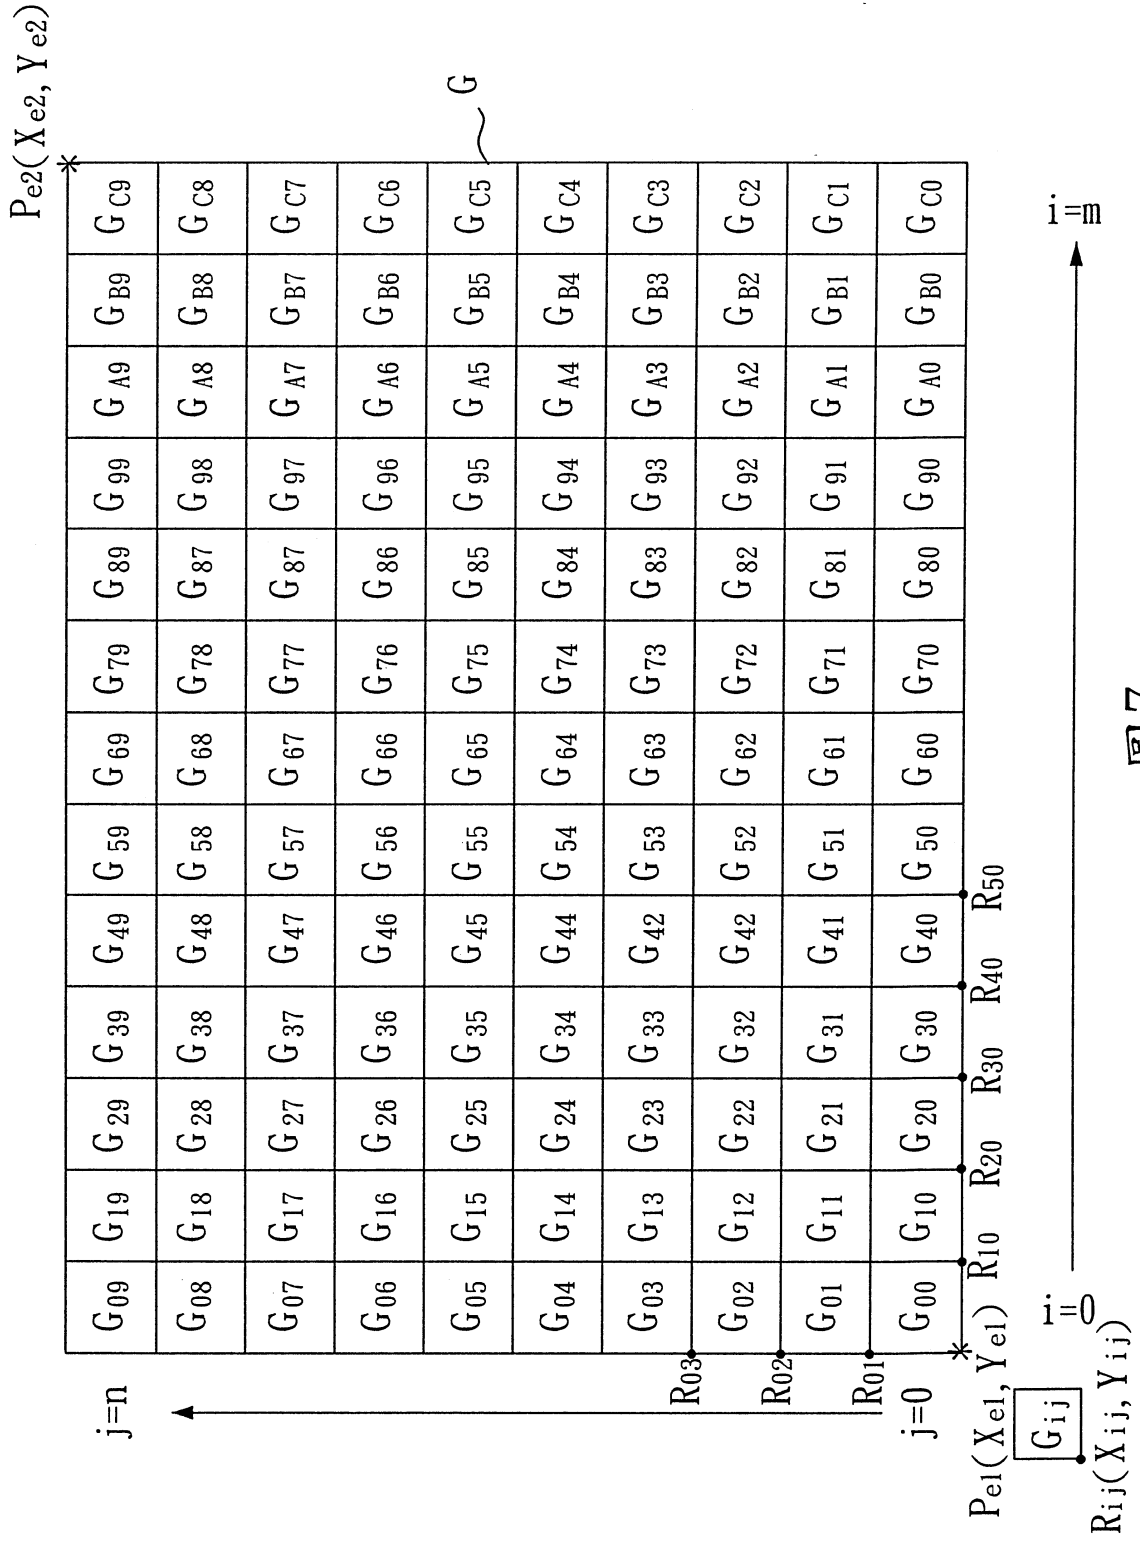 Pe2(Xe2, Ye2)
j=n G09 G19 G29 G39 G49 G59 G69 G79 G89 G99 GA9 GB9 GC9
G08 G18 G28 G38 G48 G58 G68 G78 G87 G98 GA8 GB8 GC8
G07 G17 G27 G37 G47 G57 G67 G77 G87 G97 GA7 GB7 GC7
G06 G16 G26 G36 G46 G56 G66 G76 G86 G96 GA6 GB6 GC6
G05 G15 G25 G35 G45 G55 G65 G75 G85 G95 GA5 GB5 GC5 G
G04 G14 G24 G34 G44 G54 G64 G74 G84 G94 GA4 GB4 GC4
G03 G13 G23 G33 G42 G53 G63 G73 G83 G93 GA3 GB3 GC3
R03
G02 G12 G22 G32 G42 G52 G62 G72 G82 G92 GA2 GB2 GC2
R02
G01 G11 G21 G31 G41 G51 G61 G71 G81 G91 GA1 GB1 GC1
R01
j=0 G00 G10 G20 G30 G40 G50 G60 G70 G80 G90 GA0 GB0 GC0
Pe1(Xe1, Ye1) R10 R20 R30 R40 R50
Gij i=0 i=m
Rij(Xij, Yij)
7